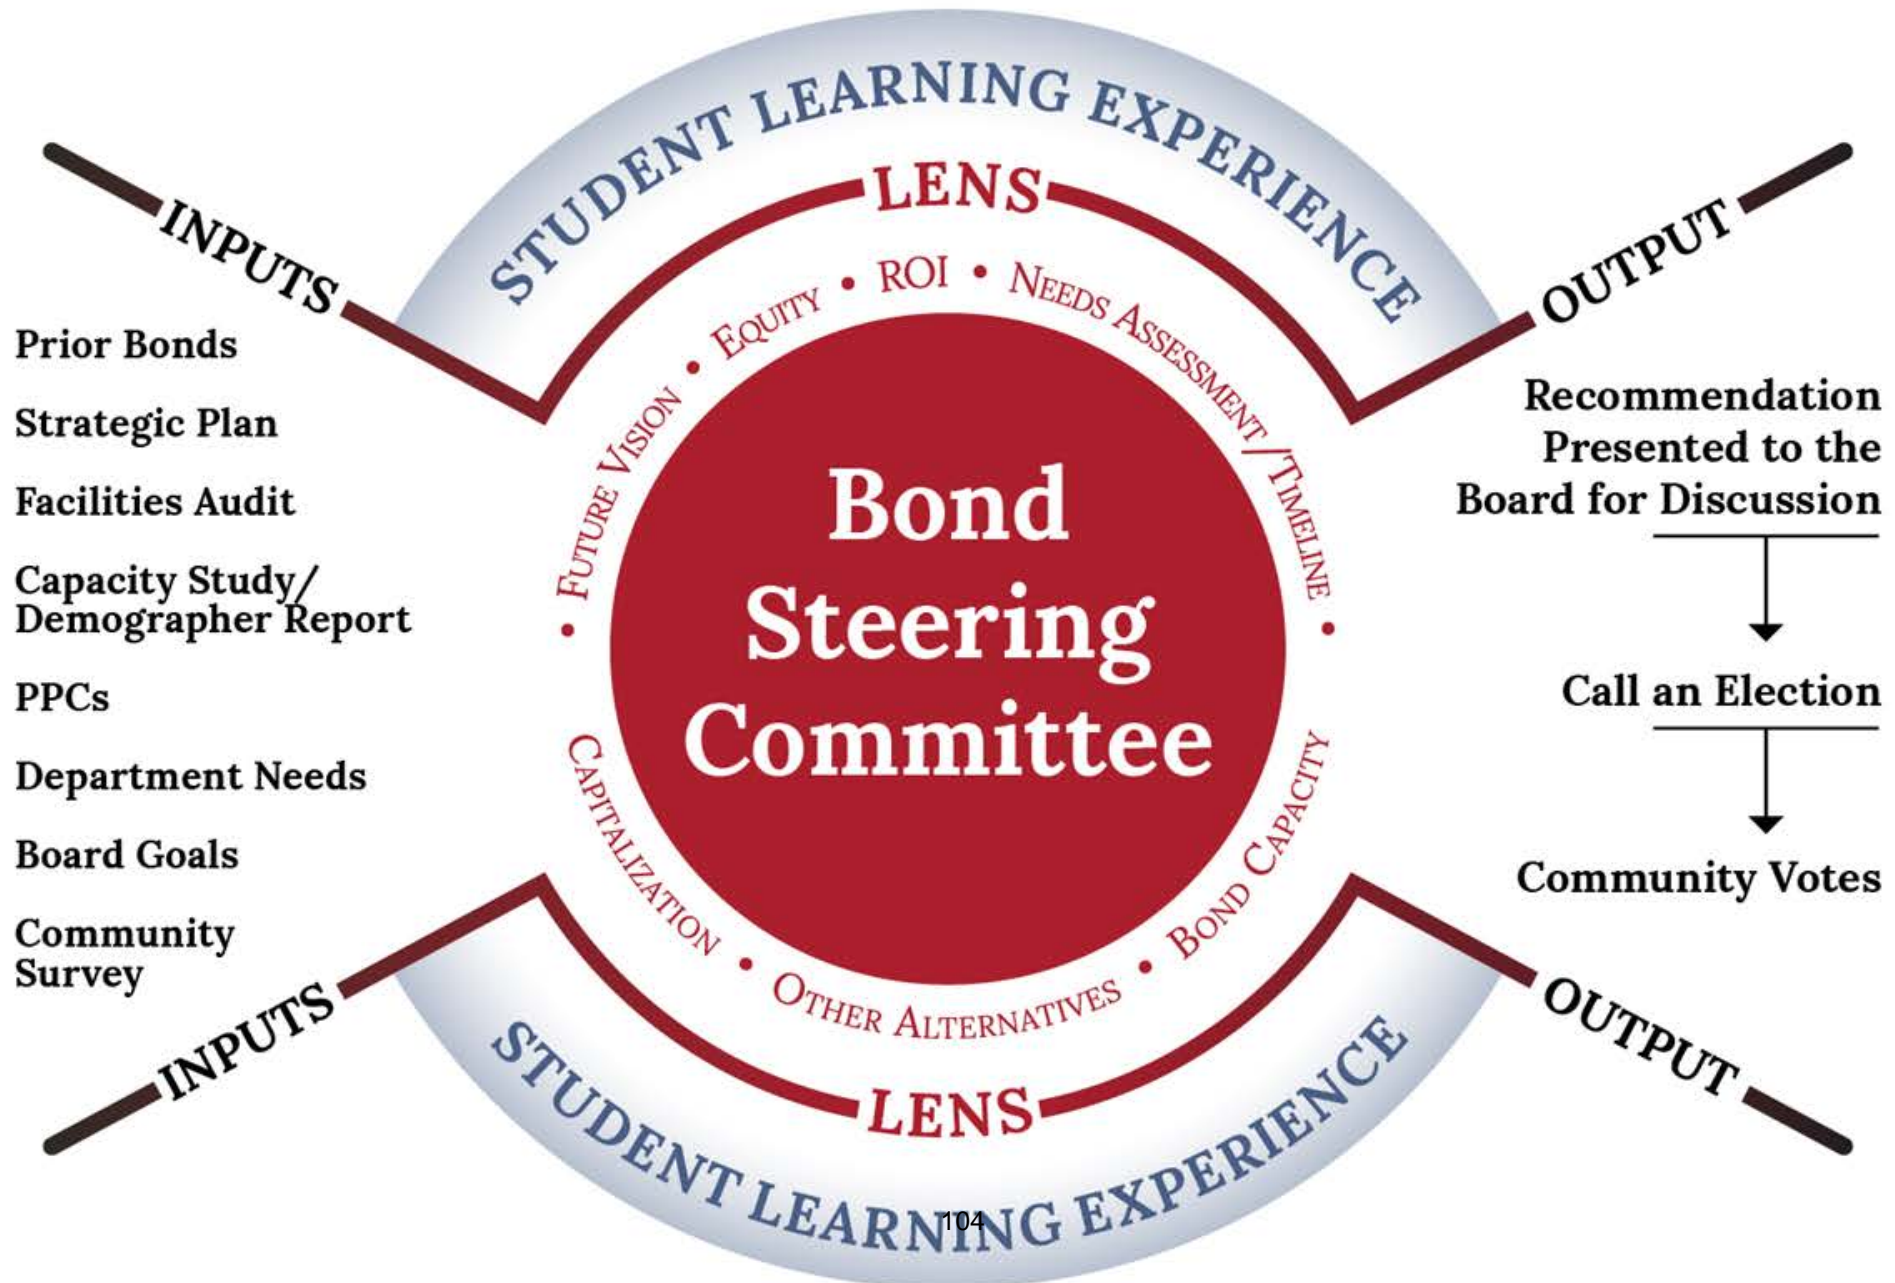 STUDENT LEARNING EXPERIENCE
LENS
INPUTS
OUTPUT
• FUTURE VISION • EQUITY • ROI • NEEDS ASSESSMENT/TIMELINE •
Prior Bonds
Strategic Plan
Facilities Audit
Capacity Study/
Demographer Report
PPCs
Department Needs
Board Goals
Community
Survey
Bond
Steering
Committee
Recommendation
Presented to the
Board for Discussion
Call an Election
Community Votes
CAPITALIZATION • OTHER ALTERNATIVES • BOND CAPACITY
INPUTS
OUTPUT
LENS
STUDENT LEARNING EXPERIENCE
104